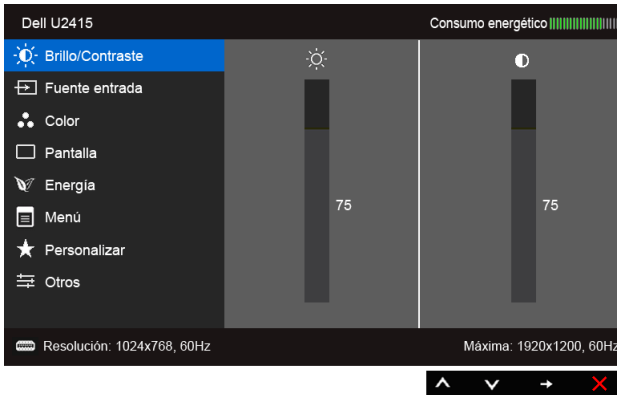 Dell U2415
Consumo energético
Brillo/Contraste
Fuente entrada
Color
Pantalla
Energía
Menú
Personalizar
Otros
75
75
Resolución: 1024x768, 60Hz
Máxima: 1920x1200, 60Hz